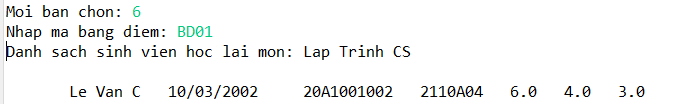 Moi ban chon: 6
Nhap ma bang diem: BD01
Danh sach sinh vien hoc lai mon: Lap Trinh CS
Le Van C 10/03/2002 20A1001002 2110A04 6.0 4.0 3.0